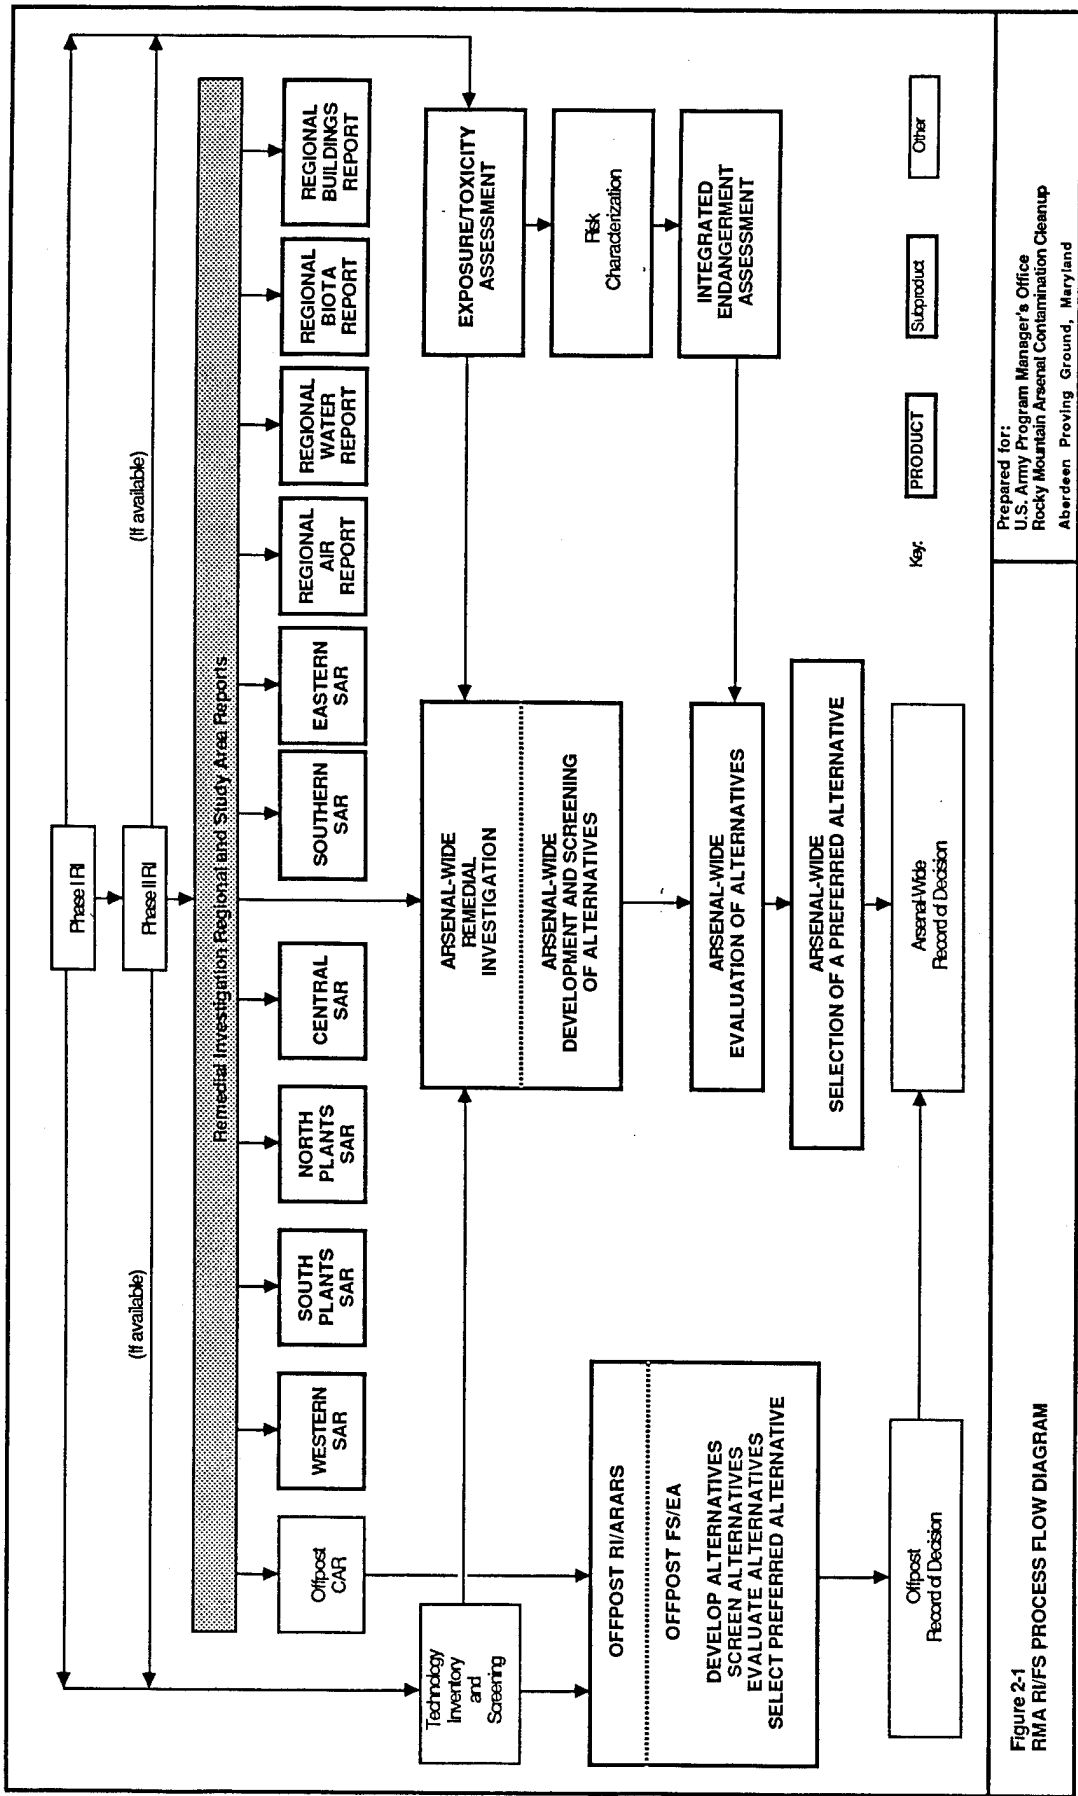 Phase I RI
Phase II RI
(If available)
(If available)
Remedial Investigation Regional and Study Area Reports
Offpost
CAR
WESTERN
SAR
SOUTH
PLANTS
SAR
NORTH
PLANTS
SAR
CENTRAL
SAR
SOUTHERN
SAR
EASTERN
SAR
REGIONAL
AIR
REPORT
REGIONAL
WATER
REPORT
REGIONAL
BIOTA
REPORT
REGIONAL
BUILDINGS
REPORT
Technology
Inventory
and
Screening
ARSENAL-WIDE
REMEDIAL
INVESTIGATION
ARSENAL-WIDE
DEVELOPMENT AND SCREENING
OF ALTERNATIVES
EXPOSURE/TOXICITY
ASSESSMENT
Risk
Characterization
INTEGRATED
ENDANGERMENT
ASSESSMENT
OFFPOST RI/ARARS
OFFPOST FS/EA
DEVELOP ALTERNATIVES
SCREEN ALTERNATIVES
EVALUATE ALTERNATIVES
SELECT PREFERRED ALTERNATIVE
ARSENAL-WIDE
EVALUATION OF ALTERNATIVES
ARSENAL-WIDE
SELECTION OF A PREFERRED ALTERNATIVE
Offpost
Record of Decision
Arsenal-Wide
Record of Decision
Key:
PRODUCT
Subproduct
Other
Figure 2-1
RMA RI/FS PROCESS FLOW DIAGRAM
Prepared for:
U.S. Army Program Manager's Office
Rocky Mountain Arsenal Contamination Cleanup
Aberdeen Proving Ground, Maryland